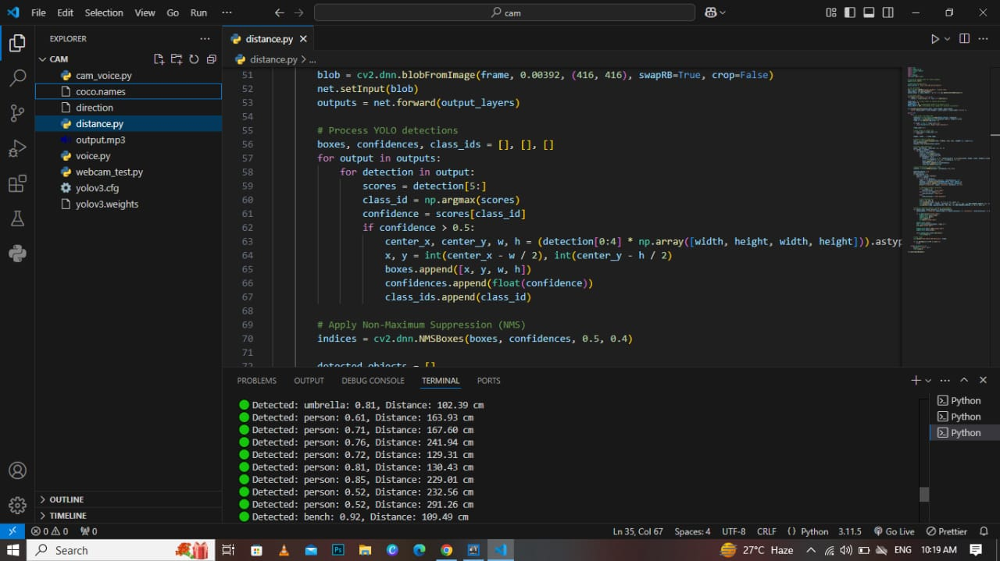 File Edit Selection View Go Run ...
cam
EXPLORER
CAM
cam_voice.py
coco.names
direction
distance.py
output.mp3
voice.py
webcam_test.py
yolov3.cfg
yolov3.weights
OUTLINE
TIMELINE
distance.py
distance.py > ...
51 blob = cv2.dnn.blobFromImage(frame, 0.00392, (416, 416), swapRB=True, crop=False)
52 net.setInput(blob)
53 outputs = net.forward(output_layers)
54
55 # Process YOLO detections
56 boxes, confidences, class_ids = [], [], []
57 for output in outputs:
58 for detection in output:
59 scores = detection[5:]
60 class_id = np.argmax(scores)
61 confidence = scores[class_id]
62 if confidence > 0.5:
63 center_x, center_y, w, h = (detection[0:4] * np.array([width, height, width, height])).astyp
64 x, y = int(center_x - w / 2), int(center_y - h / 2)
65 boxes.append([x, y, w, h])
66 confidences.append(float(confidence))
67 class_ids.append(class_id)
68
69 # Apply Non-Maximum Suppression (NMS)
70 indices = cv2.dnn.NMSBoxes(boxes, confidences, 0.5, 0.4)
71
72 detected_objects = []
PROBLEMS OUTPUT DEBUG CONSOLE TERMINAL PORTS
Detected: umbrella: 0.81, Distance: 102.39 cm
Detected: person: 0.61, Distance: 163.93 cm
Detected: person: 0.71, Distance: 167.60 cm
Detected: person: 0.76, Distance: 241.94 cm
Detected: person: 0.72, Distance: 129.31 cm
Detected: person: 0.81, Distance: 130.43 cm
Detected: person: 0.85, Distance: 229.01 cm
Detected: person: 0.52, Distance: 232.56 cm
Detected: person: 0.52, Distance: 291.26 cm
Detected: bench: 0.92, Distance: 109.49 cm
Python
Python
Python
0 0 0 Ln 35, Col 67 Spaces: 4 UTF-8 CRLF {} Python 3.11.5 Go Live Prettier
Search 27°C Haze ENG 10:19 AM